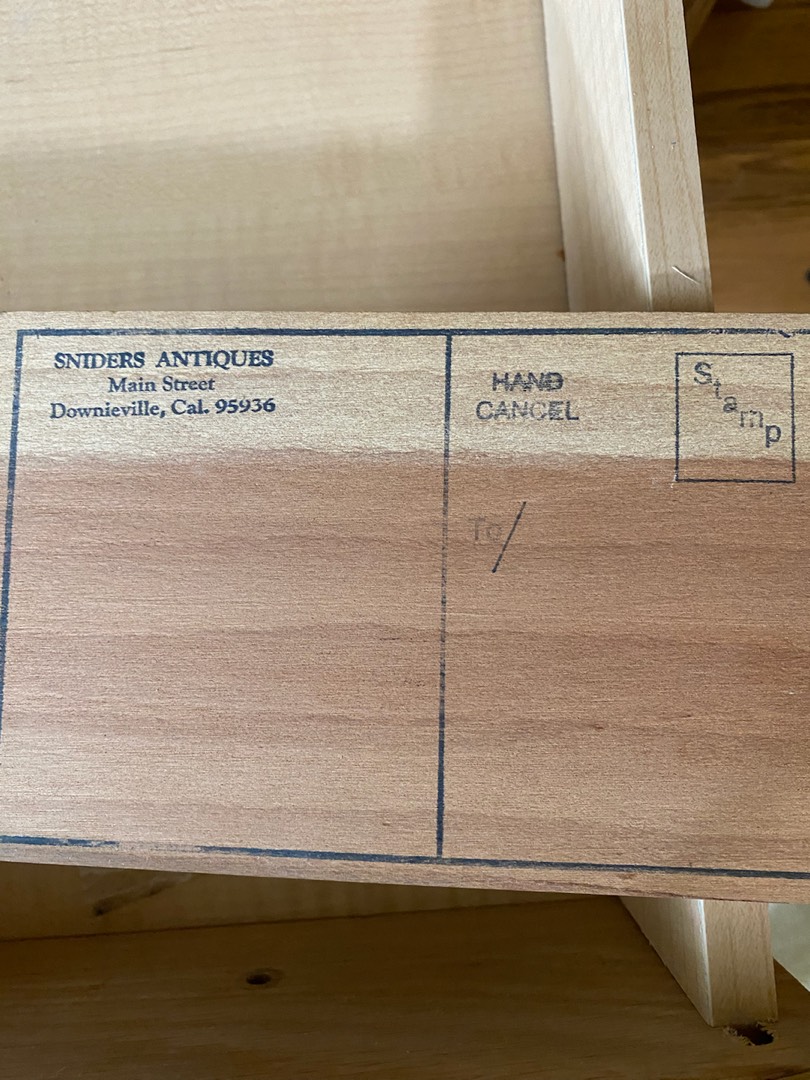 SNIDERS ANTIQUES
Main Street
Downieville, Cal. 95936
HAND
CANCEL
Stamp
To/